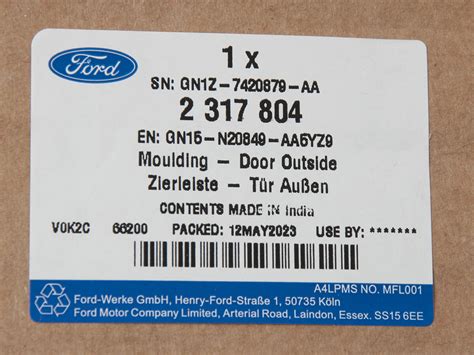 Ford
1 x
SN: GN1Z-7420879-AA
2 317 804
EN: GN15-N20849-AA5YZ9
Moulding - Door Outside
Zierleiste - Tür Außen
CONTENTS MADE IN India
V0K2C 66200 PACKED: 12MAY2023 USE BY: *******
A4LPMS NO. MFL001
Ford-Werke GmbH, Henry-Ford-Straße 1, 50735 Köln
Ford Motor Company Limited, Arterial Road, Laindon, Essex. SS15 6EE